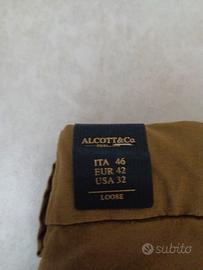 ALCOTT&Co.
ITA 46
EUR 42
USA 32
LOOSE
subito